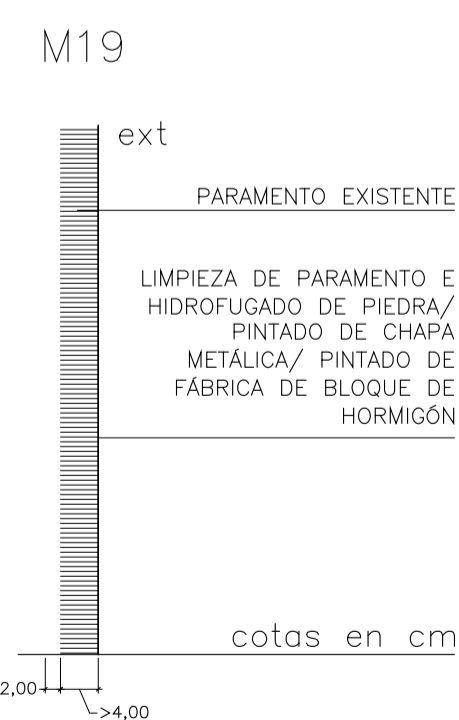 M19
ext
PARAMENTO EXISTENTE
LIMPIEZA DE PARAMENTO E
HIDROFUGADO DE PIEDRA/
PINTADO DE CHAPA
METÁLICA/ PINTADO DE
FÁBRICA DE BLOQUE DE
HORMIGÓN
cotas en cm
2,00
>4,00